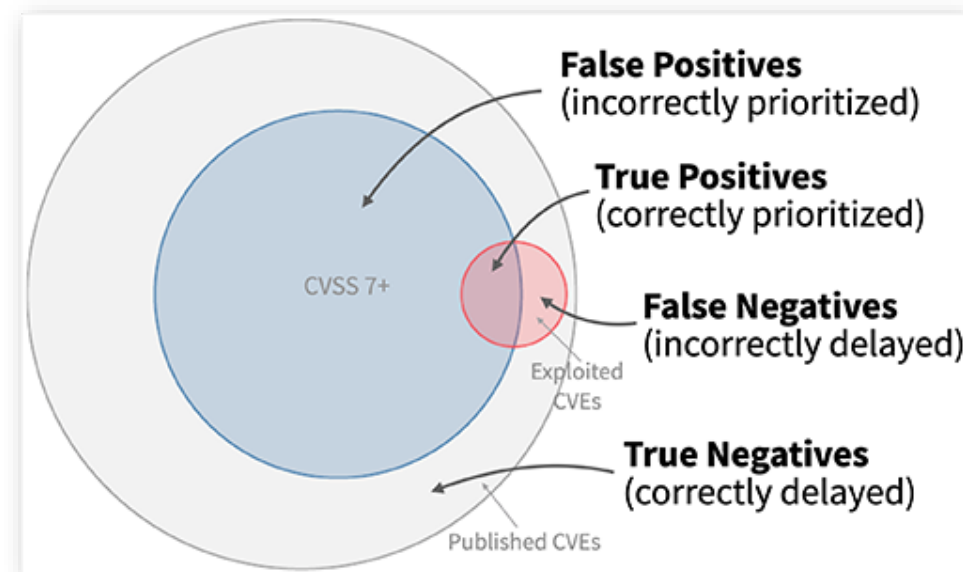 False Positives
(incorrectly prioritized)
True Positives
(correctly prioritized)
CVSS 7+
False Negatives
(incorrectly delayed)
Exploited
CVEs
True Negatives
(correctly delayed)
Published CVEs